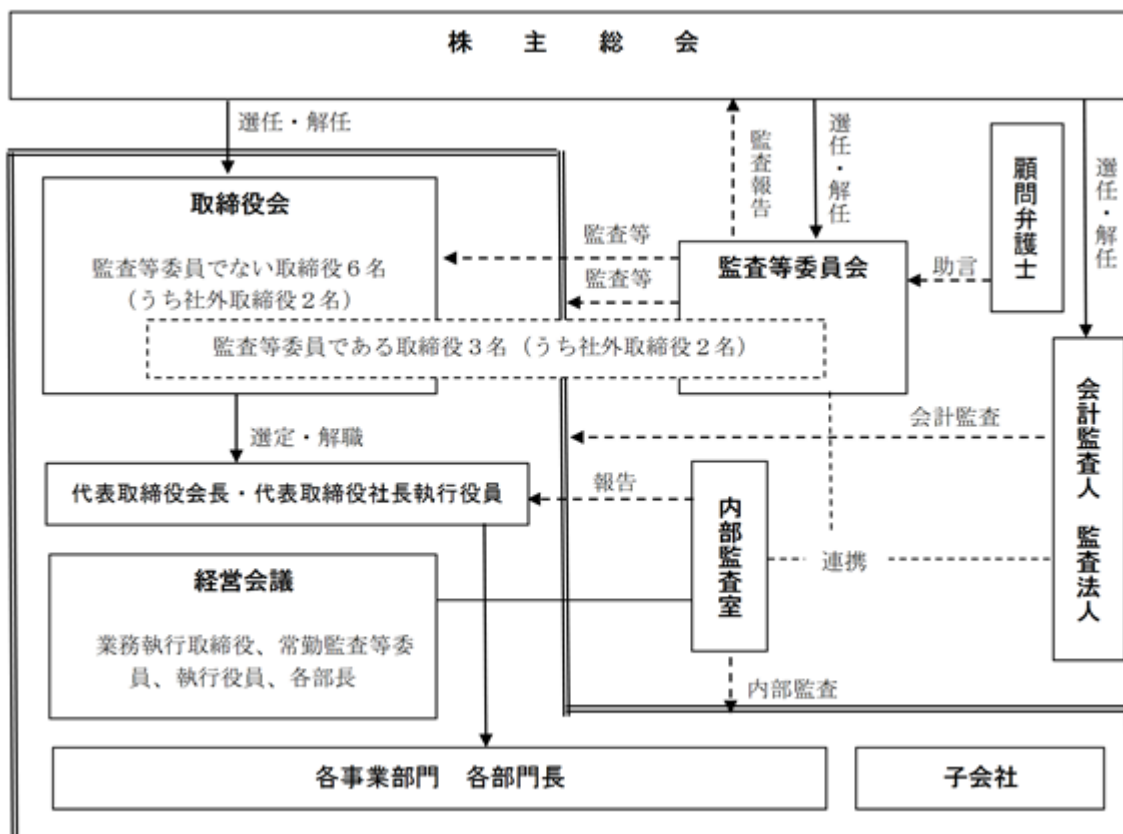 株 主 総 会
選任・解任
監査報告
選任・解任
顧問弁護士
選任・解任
取締役会
監査等委員でない取締役6名
(うち社外取締役2名)
監査等
監査等
監査等委員会
助言
監査等委員である取締役3名(うち社外取締役2名)
選定・解職
会計監査
会計監査人 監査法人
代表取締役会長・代表取締役社長執行役員
報告
内部監査室
連携
経営会議
業務執行取締役、常勤監査等委
員、執行役員、各部長
内部監査
各事業部門 各部門長
子会社